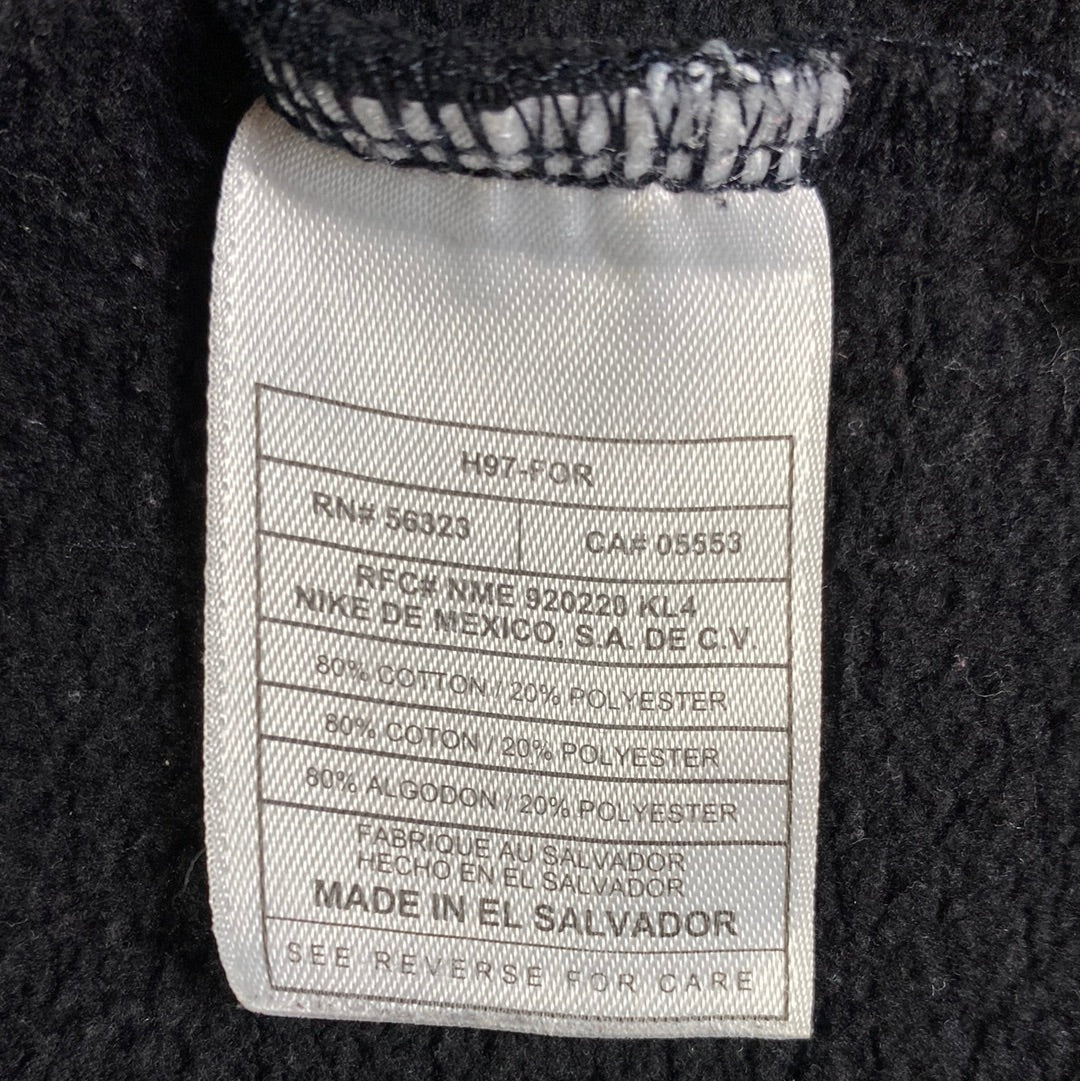 H97-FOR
RN# 56323 CA# 05553
RFC# NME 920220 KL4
NIKE DE MEXICO, S.A. DE C.V.
80% COTTON / 20% POLYESTER
80% COTON / 20% POLYESTER
80% ALGODON / 20% POLYESTER
FABRIQUE AU SALVADOR
HECHO EN EL SALVADOR
MADE IN EL SALVADOR
SEE REVERSE FOR CARE